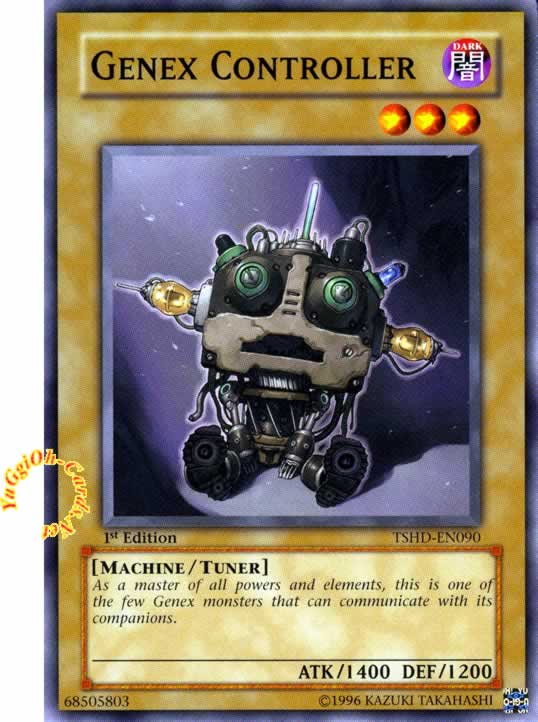 GENEX CONTROLLER
DARK
闇
YuGgiOh-Cards.Net
1st Edition
TSHD-EN090
[MACHINE/TUNER]
As a master of all powers and elements, this is one of
the few Genex monsters that can communicate with its
companions.
ATK/1400 DEF/1200
68505803
©1996 KAZUKI TAKAHASHI